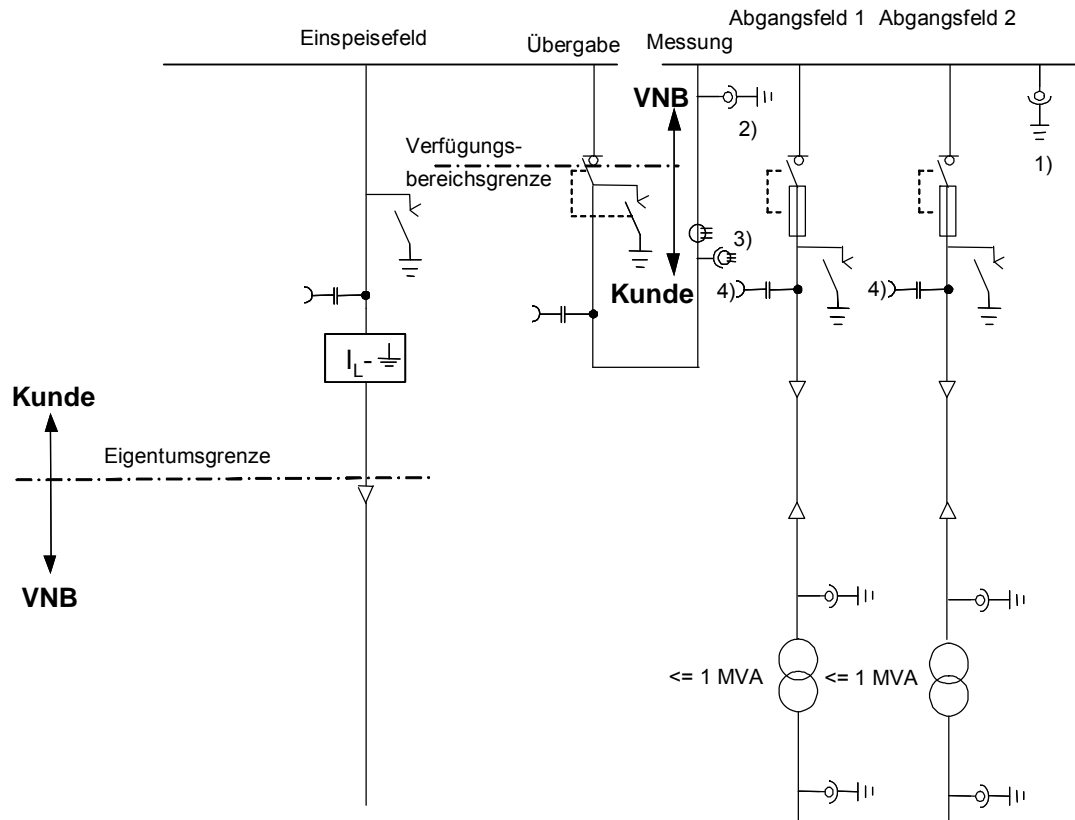 Einspeisefeld
Übergabe
Messung
Abgangsfeld 1
Abgangsfeld 2
VNB
2)
1)
Verfügungs-
bereichsgrenze
3)
Kunde
4)
4)
I_L-
Kunde
Eigentumsgrenze
VNB
<= 1 MVA
<= 1 MVA